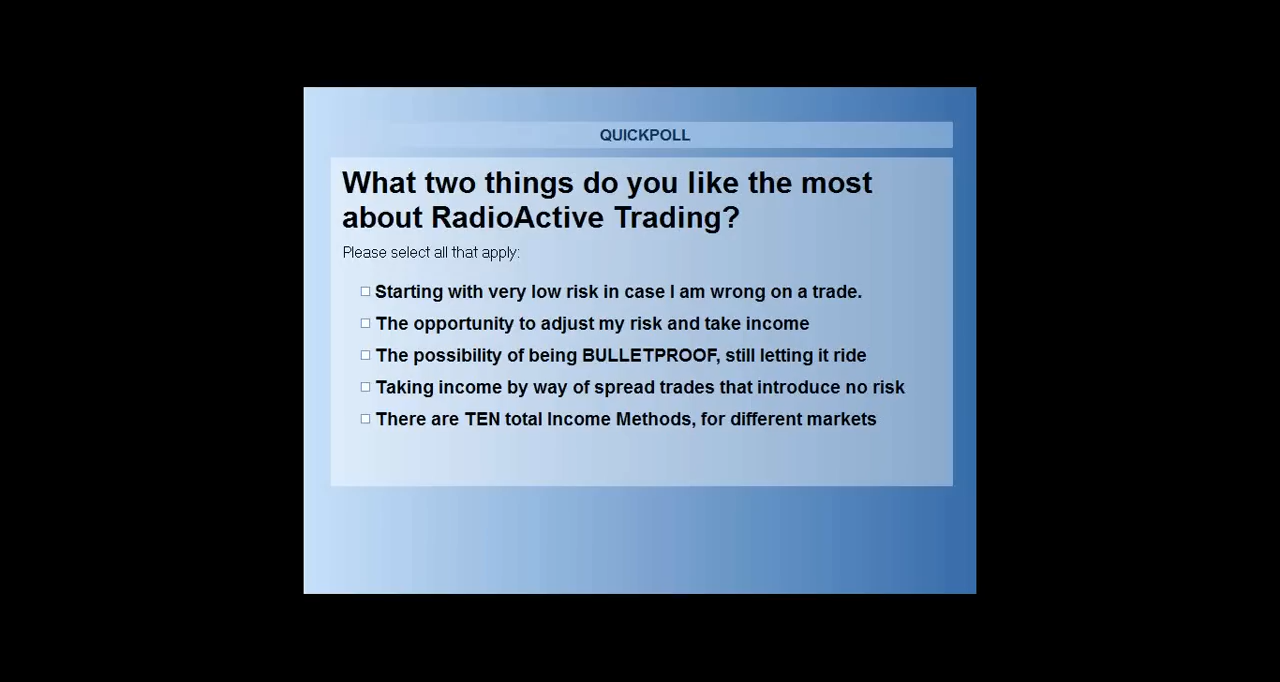 QUICKPOLL
What two things do you like the most
about RadioActive Trading?
Please select all that apply:
Starting with very low risk in case I am wrong on a trade.
The opportunity to adjust my risk and take income
The possibility of being BULLETPROOF, still letting it ride
Taking income by way of spread trades that introduce no risk
There are TEN total Income Methods, for different markets